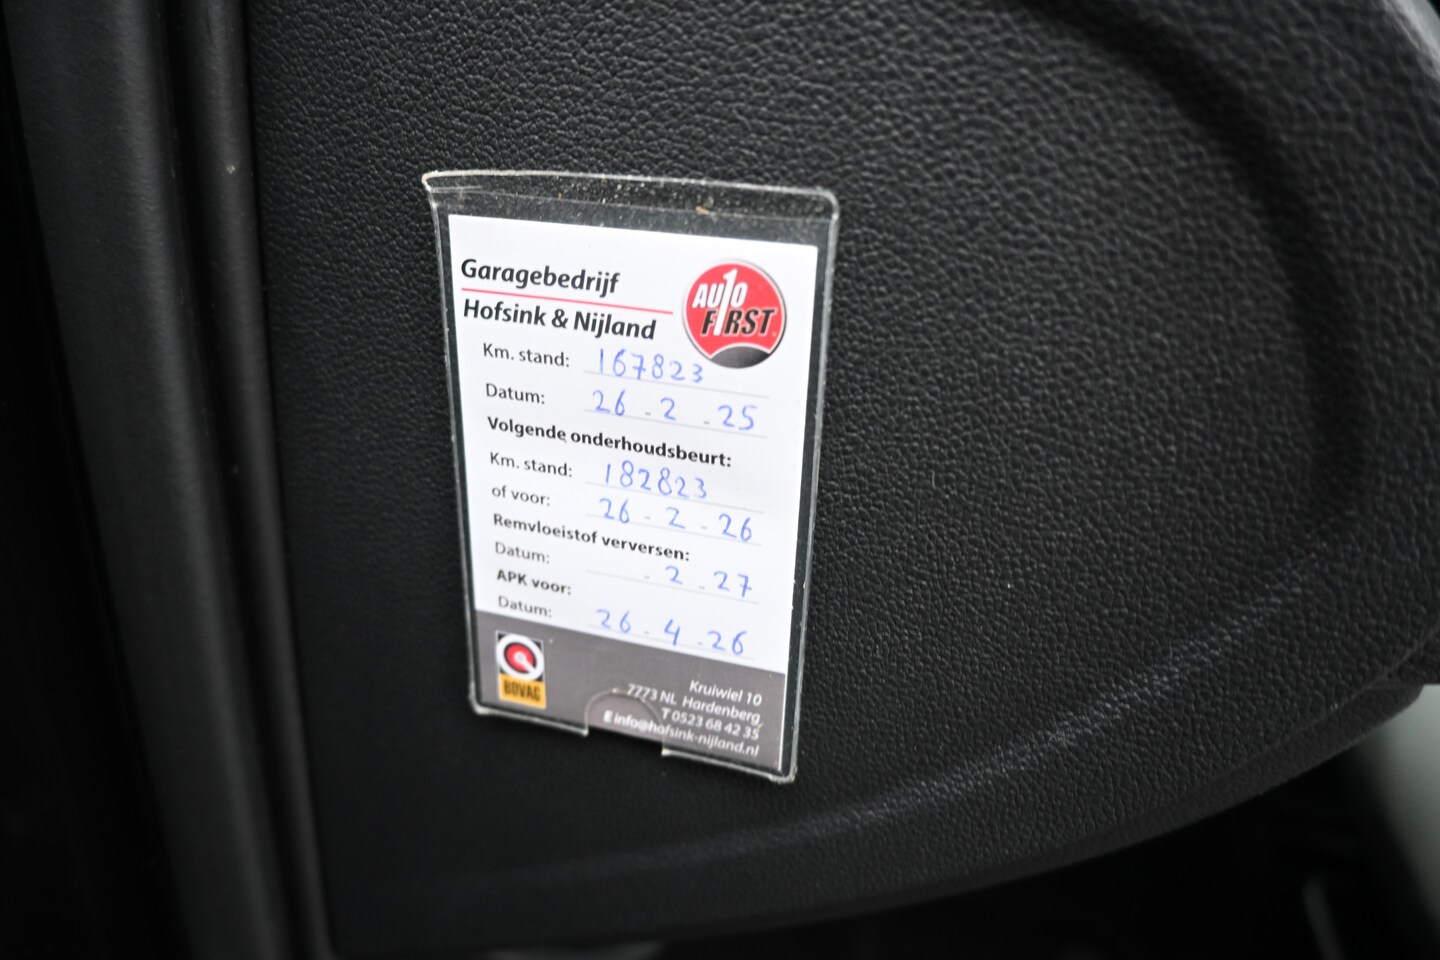 Garagebedrijf
Hofsink & Nijland
AUTO
F1RST
Km. stand: 167823
Datum: 26 - 2 - 25
Volgende onderhoudsbeurt:
Km. stand: 182823
of voor: 26 - 2 - 26
Remvloeistof verversen:
Datum: - 2 - 27
APK voor:
Datum: 26 - 4 - 26
BOVAG
Kruiwiel 10
7773 NL Hardenberg
T 0523 68 42 35
E info@hofsink-nijland.nl